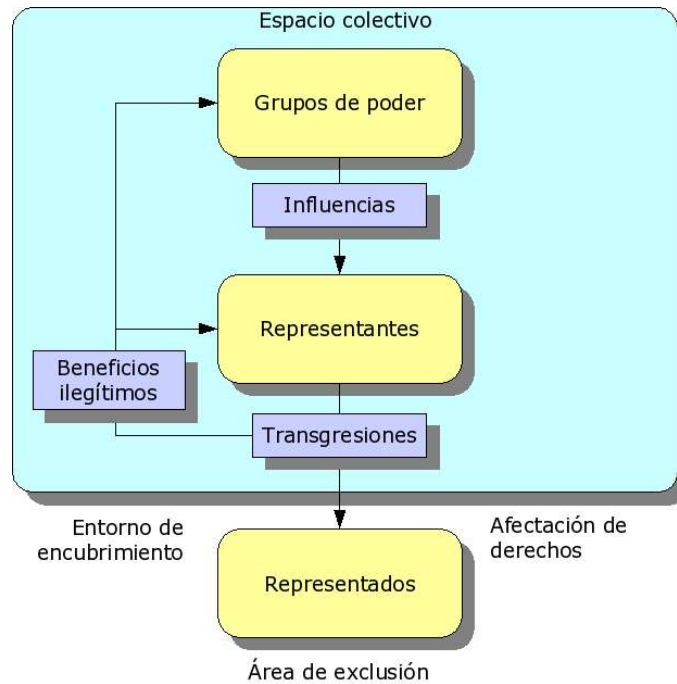 Espacio colectivo
Grupos de poder
Influencias
Representantes
Beneficios
ilegítimos
Transgresiones
Entorno de
encubrimiento
Afectación de
derechos
Representados
Área de exclusión